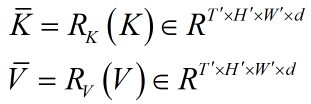 K̅ = R_K (K) ∈ R^{T'×H'×W'×d}
V̅ = R_V (V) ∈ R^{T'×H'×W'×d}